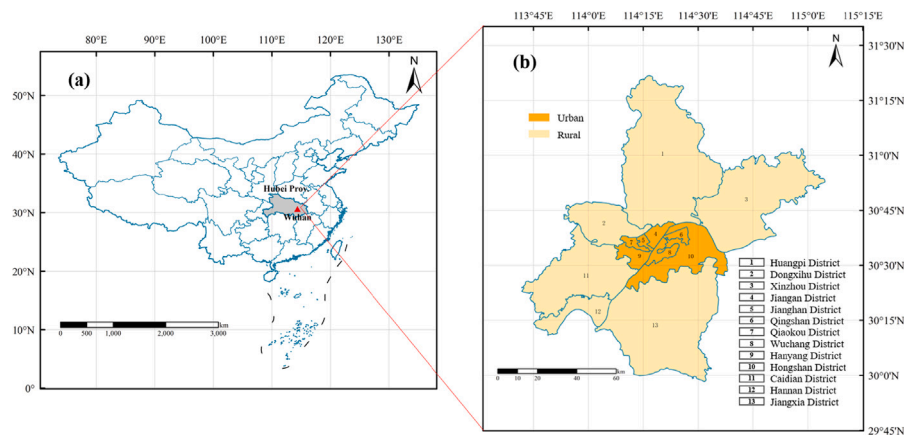 80°E 90°E 100°E 110°E 120°E 130°E
(a)
N
50°N
40°N
30°N
20°N
10°N
0°
Hubei Prov.
Wuhan
0 500 1,000 2,000 3,000
km
113°45'E 114°0'E 114°15'E 114°30'E 114°45'E 115°0'E 115°15'E
(b)
N
31°30'N
31°15'N
31°0'N
30°45'N
30°30'N
30°15'N
30°0'N
29°45'N
Urban
Rural
1
2
3
4
6
7
5
9
8
10
11
12
13
1 Huangpi District
2 Dongxihu District
3 Xinzhou District
4 Jiangan District
5 Jianghan District
6 Qingshan District
7 Qiaokou District
8 Wuchang District
9 Hanyang District
10 Hongshan District
11 Caidian District
12 Hannan District
13 Jiangxia District
0 10 20 40 60
km